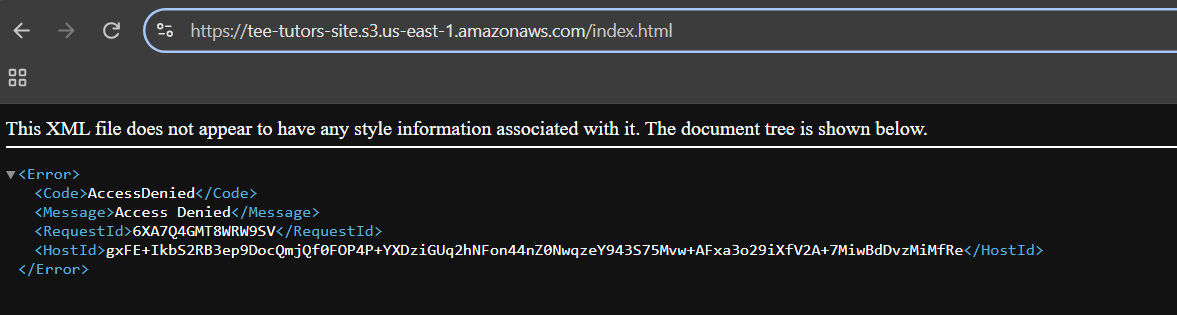 https://tee-tutors-site.s3.us-east-1.amazonaws.com/index.html
This XML file does not appear to have any style information associated with it. The document tree is shown below.
▼<Error>
<Code>AccessDenied</Code>
<Message>Access Denied</Message>
<RequestId>6XA7Q4GMT8WRW9SV</RequestId>
<HostId>gxFE+IkbS2RB3ep9DocQmjQf0FOP4P+YXDziGUq2hNFon44nZ0NwqzeY943S75Mvw+AFxa3o29iXfV2A+7MiwBdDvzMiMfRe</HostId>
</Error>